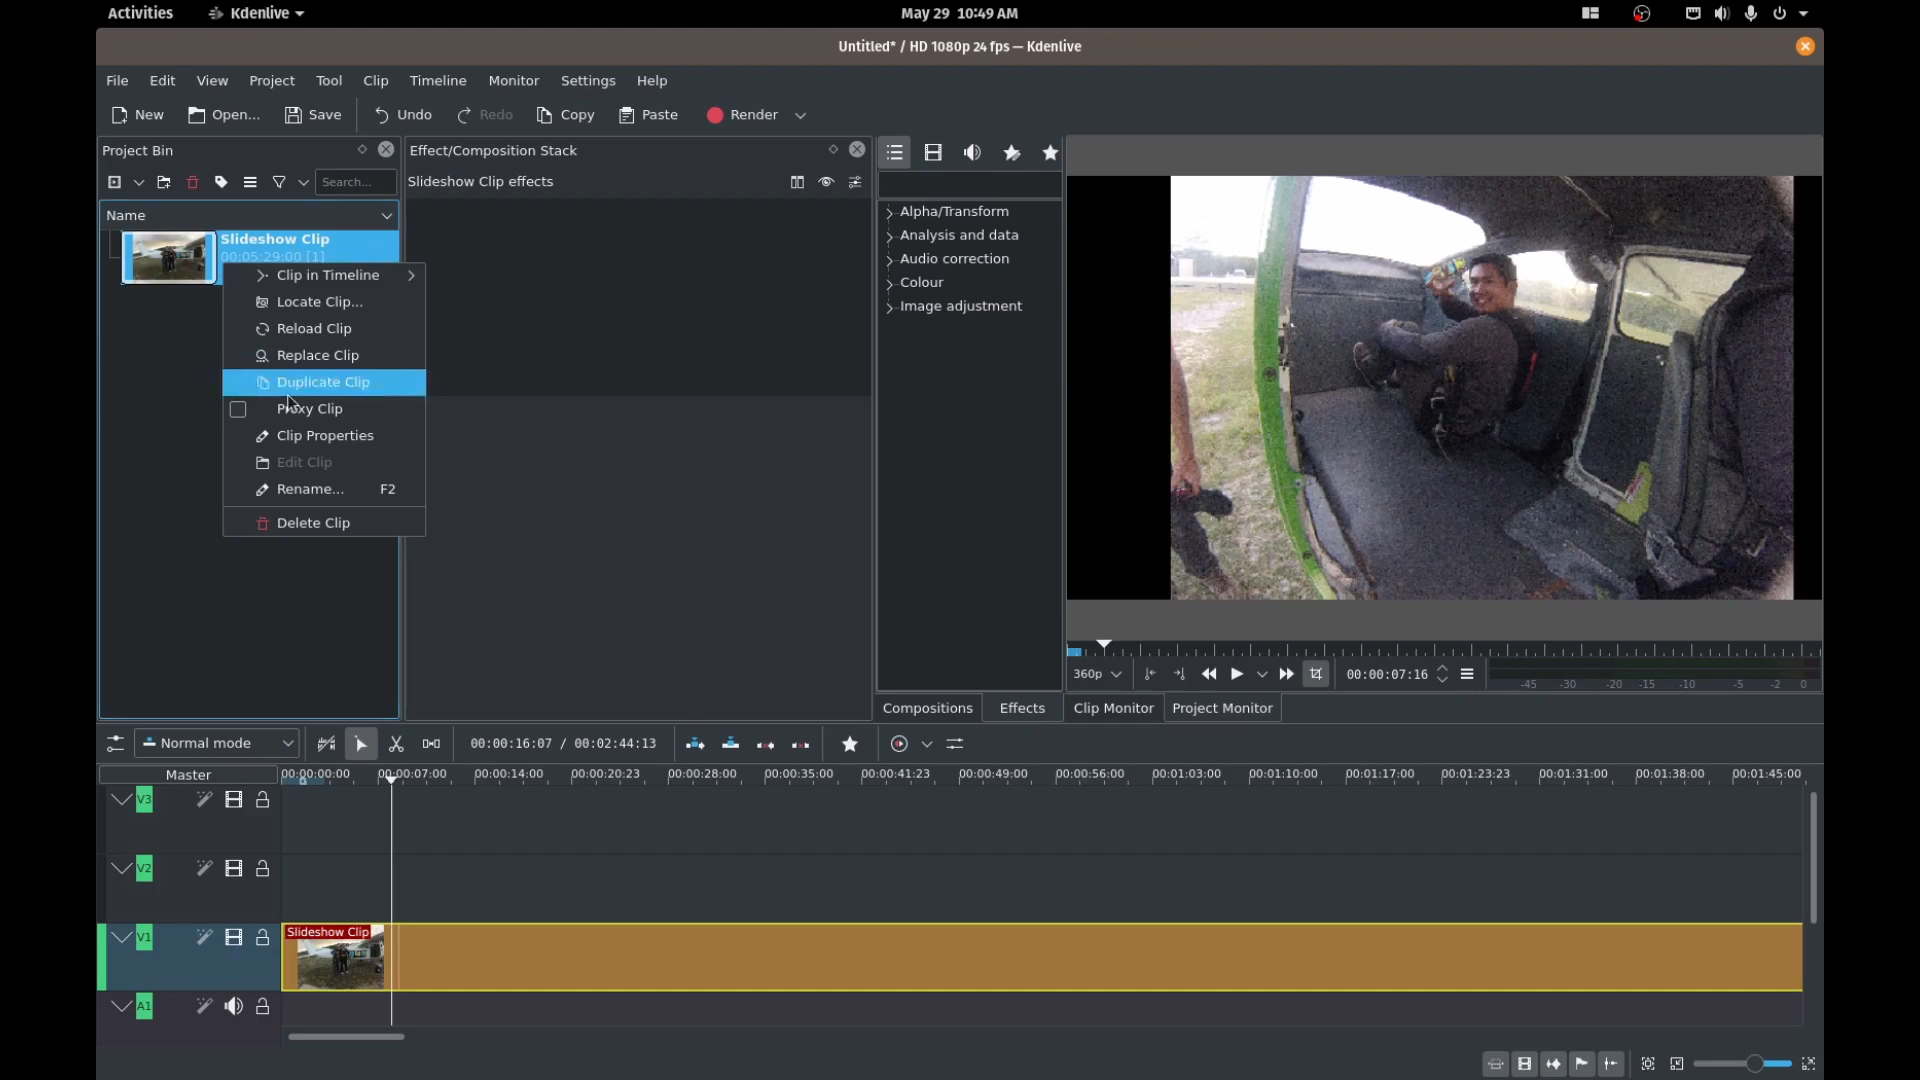 Activities
Kdenlive
May 29 10:49 AM
Untitled* / HD 1080p 24 fps — Kdenlive
File Edit View Project Tool Clip Timeline Monitor Settings Help
New Open... Save Undo Redo Copy Paste Render
Project Bin
Search...
Name
Slideshow Clip
00:05:29:00 [1]
Clip in Timeline
Locate Clip...
Reload Clip
Replace Clip
Duplicate Clip
Proxy Clip
Clip Properties
Edit Clip
Rename... F2
Delete Clip
Effect/Composition Stack
Slideshow Clip effects
Alpha/Transform
Analysis and data
Audio correction
Colour
Image adjustment
360p
00:00:07:16
-45 -30 -20 -15 -10 -5 -2 0
Compositions Effects Clip Monitor Project Monitor
Normal mode
00:00:16:07 / 00:02:44:13
Master
00:00:00:00 00:00:07:00 00:00:14:00 00:00:20:23 00:00:28:00 00:00:35:00 00:00:41:23 00:00:49:00 00:00:56:00 00:01:03:00 00:01:10:00 00:01:17:00 00:01:23:23 00:01:31:00 00:01:38:00 00:01:45:00
V3
V2
V1
Slideshow Clip
A1